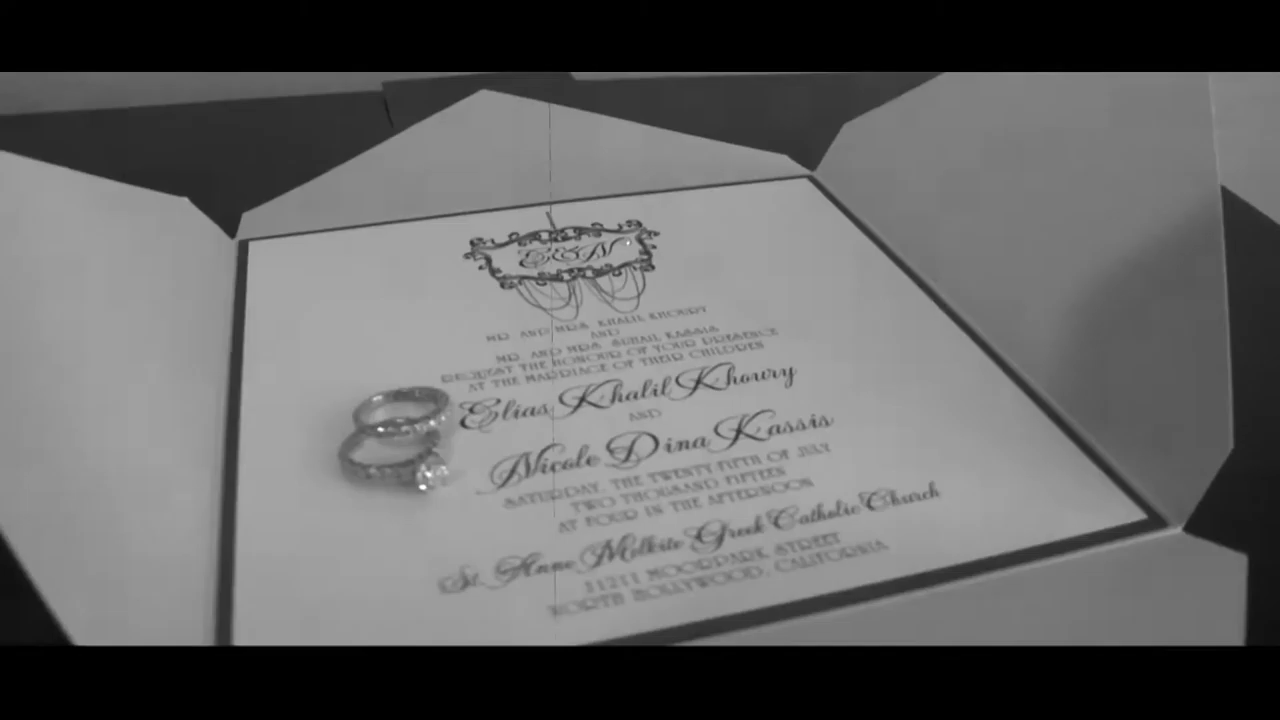 E&N
MR. AND MRS. KHALIL KHOURY
AND
MR. AND MRS. SUHAIL KASSIS
REQUEST THE HONOUR OF YOUR PRESENCE
AT THE MARRIAGE OF THEIR CHILDREN
Elias Khalil Khoury
AND
Nicole Dina Kassis
SATURDAY, THE TWENTY-FIFTH OF JULY
TWO THOUSAND FIFTEEN
AT FOUR IN THE AFTERNOON
St. Anne Melkite Greek Catholic Church
11211 MOORPARK STREET
NORTH HOLLYWOOD, CALIFORNIA